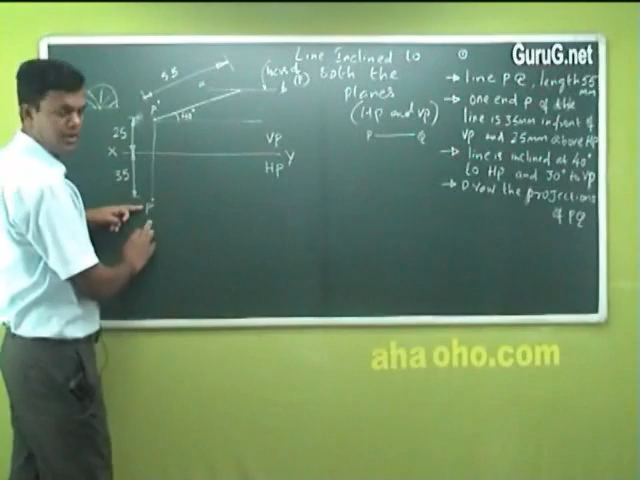 GuruG.net
Line Inclined to
both the
planes
(Hp and Vp)
P Q
①
→ line PQ, length 55
mm
→ one end P of the
line is 35mm infront of
Vp and 25mm above Hp
→ line is inclined at 40°
to Hp and 30° to Vp
→ Draw the projections
of PQ
55
P'
40°
25
VP
X Y
HP
35
P
aha oho.com